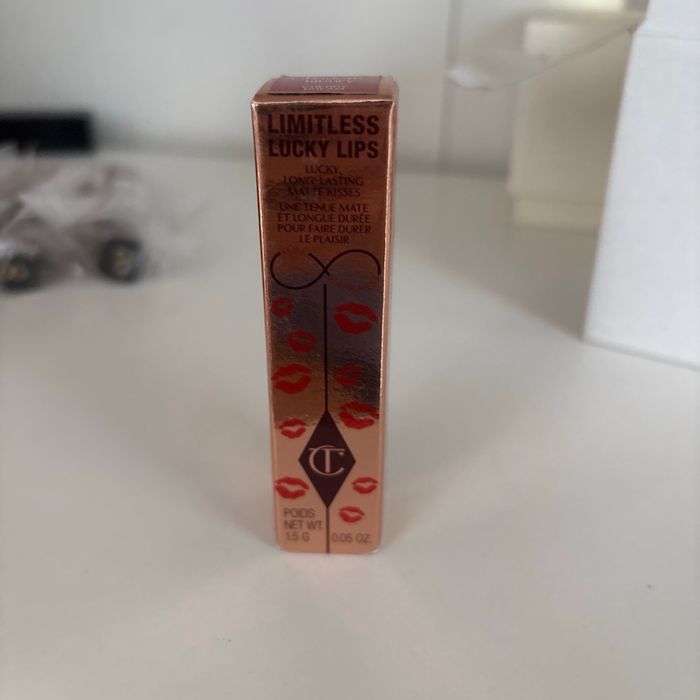 LIMITLESS
LUCKY LIPS
LUCKY,
LONG-LASTING
MATTE KISSES
UNE TENUE MATE
ET LONGUE DURÉE
POUR FAIRE DURER
LE PLAISIR
CT
POIDS
NET WT.
1.5 G 0.05 OZ.